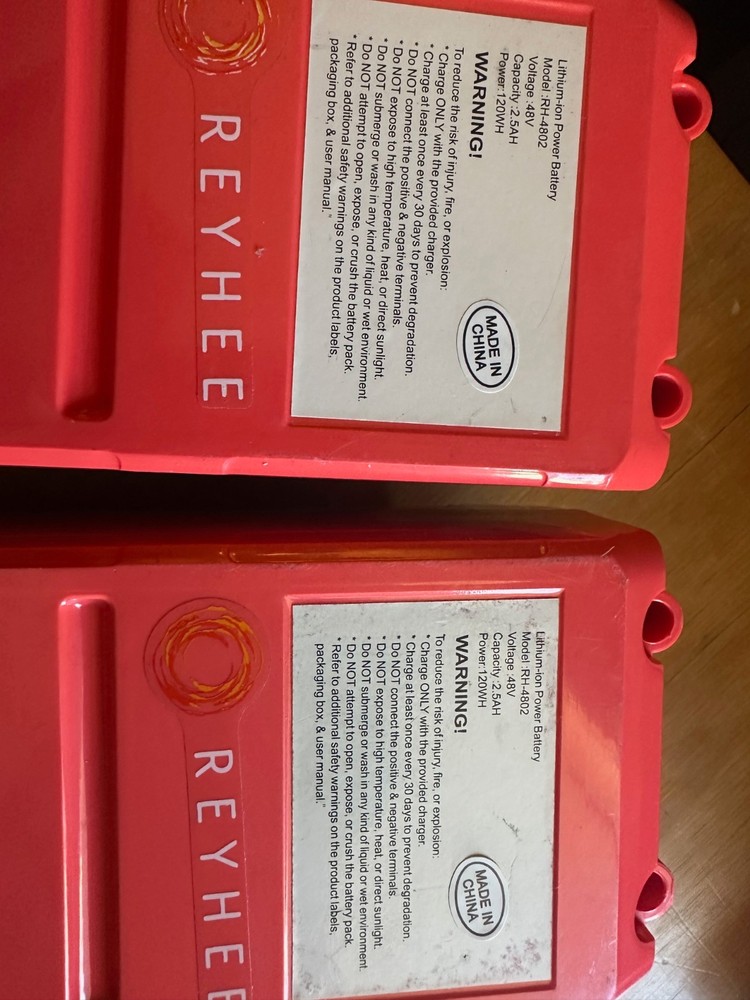 Lithium-ion Power Battery
Model :RH-4802
Voltage :48V
Capacity :2.5AH
Power:120WH
WARNING!
To reduce the risk of injury, fire, or explosion:
* Charge ONLY with the provided charger.
* Charge at least once every 30 days to prevent degradation.
* Do NOT connect the positive & negative terminals.
* Do NOT expose to high temperature, heat, or direct sunlight.
* Do NOT submerge or wash in any kind of liquid or wet environment.
* Do NOT attempt to open, expose, or crush the battery pack.
* Refer to additional safety warnings on the product labels,
packaging box, & user manual."
MADE IN
CHINA
REYHEE
Lithium-ion Power Battery
Model :RH-4802
Voltage :48V
Capacity :2.5AH
Power:120WH
WARNING!
To reduce the risk of injury, fire, or explosion:
* Charge ONLY with the provided charger.
* Charge at least once every 30 days to prevent degradation.
* Do NOT connect the positive & negative terminals.
* Do NOT expose to high temperature, heat, or direct sunlight.
* Do NOT submerge or wash in any kind of liquid or wet environment.
* Do NOT attempt to open, expose, or crush the battery pack.
* Refer to additional safety warnings on the product labels,
packaging box, & user manual."
MADE IN
CHINA
REYHEE